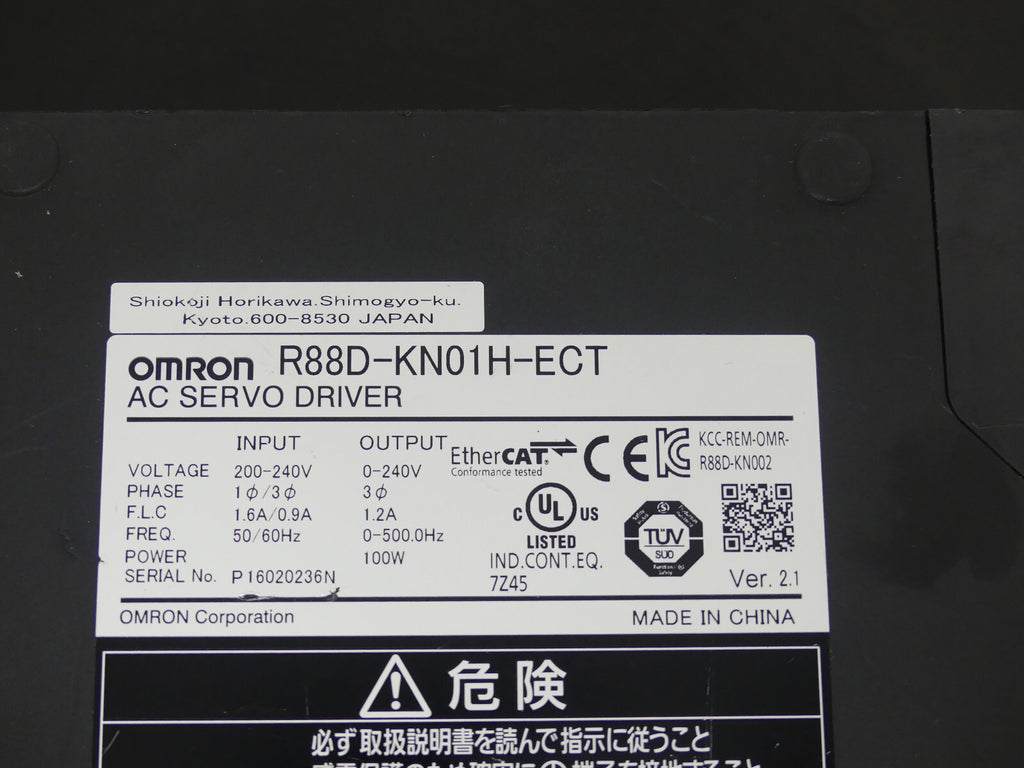 Shiokoji Horikawa.Shimogyo-ku.
Kyoto.600-8530 JAPAN
OMRON R88D-KN01H-ECT
AC SERVO DRIVER
INPUT OUTPUT
VOLTAGE 200-240V 0-240V
PHASE 1ϕ/3ϕ 3ϕ
F.L.C 1.6A/0.9A 1.2A
FREQ. 50/60Hz 0-500.0Hz
POWER 100W
SERIAL No. P16020236N
EtherCAT®
Conformance tested
CE
KCC-REM-OMR-
R88D-KN002
C UL US
LISTED
IND.CONT.EQ.
7Z45
TÜV
SÜD
Ver. 2.1
OMRON Corporation MADE IN CHINA
危険
必ず取扱説明書を読んで指示に従うこと